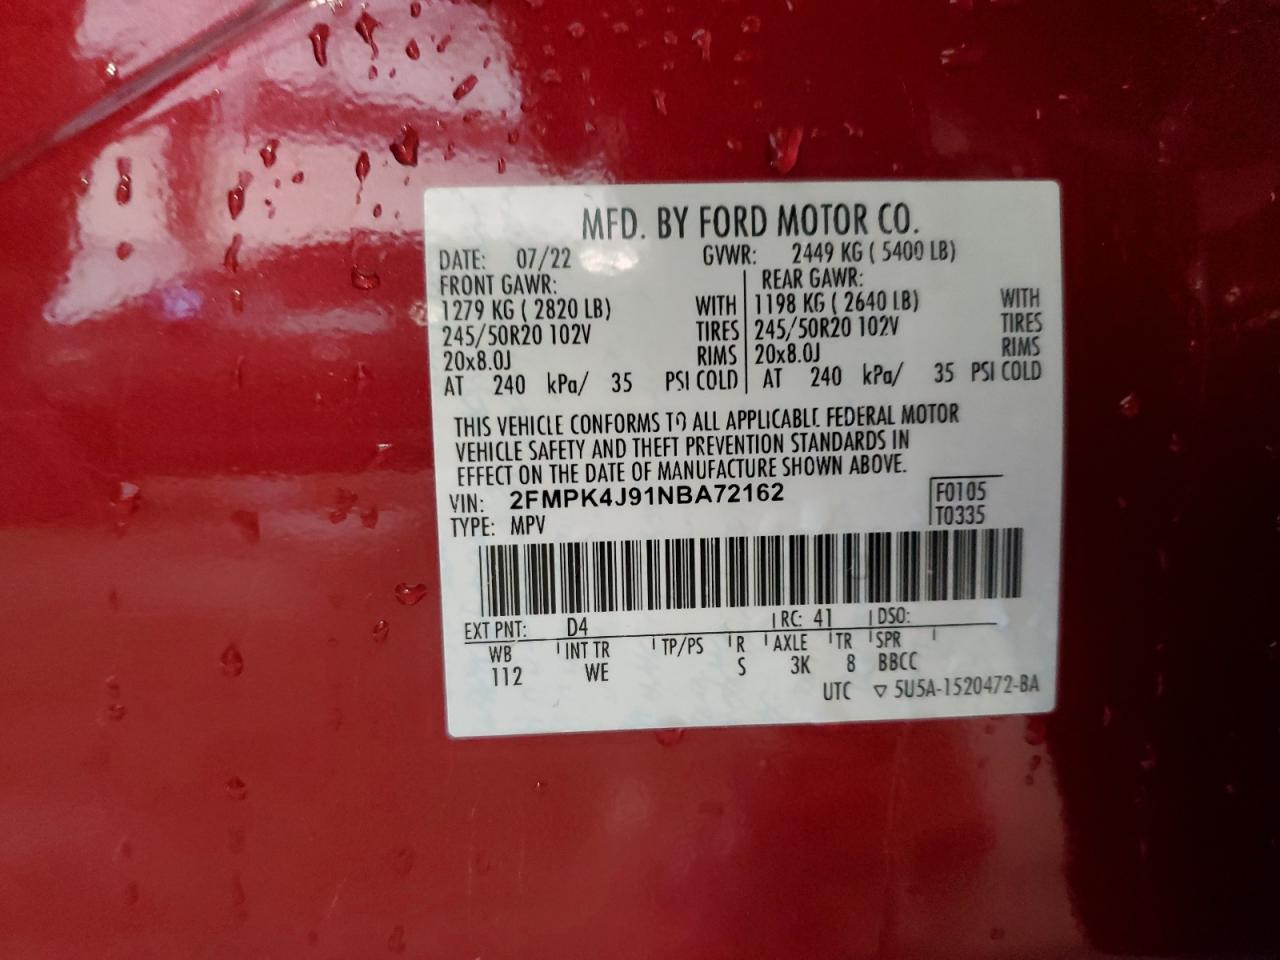 MFD. BY FORD MOTOR CO.
DATE: 07/22 GVWR: 2449 KG ( 5400 LB)
FRONT GAWR: REAR GAWR:
1279 KG ( 2820 LB) WITH 1198 KG ( 2640 LB) WITH
245/50R20 102V TIRES 245/50R20 102V TIRES
20x8.0J RIMS 20x8.0J RIMS
AT 240 kPa/ 35 PSI COLD AT 240 kPa/ 35 PSI COLD
THIS VEHICLE CONFORMS TO ALL APPLICABLE FEDERAL MOTOR
VEHICLE SAFETY AND THEFT PREVENTION STANDARDS IN
EFFECT ON THE DATE OF MANUFACTURE SHOWN ABOVE.
VIN: 2FMPK4J91NBA72162 F0105
TYPE: MPV T0335
EXT PNT: D4 RC: 41 DSO:
WB INT TR TP/PS R AXLE TR SPR
112 WE S 3K 8 BBCC
UTC ▽ 5U5A-1520472-BA